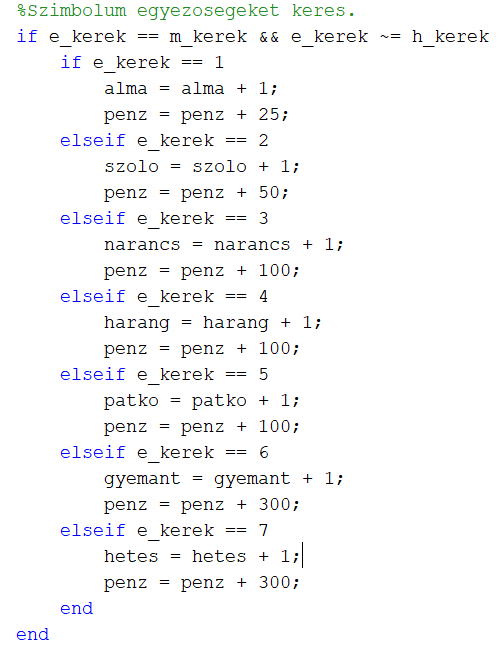 %Szimbolum egyezosegeket keres.
if e_kerek == m_kerek && e_kerek ~= h_kerek
    if e_kerek == 1
        alma = alma + 1;
        penz = penz + 25;
    elseif e_kerek == 2
        szolo = szolo + 1;
        penz = penz + 50;
    elseif e_kerek == 3
        narancs = narancs + 1;
        penz = penz + 100;
    elseif e_kerek == 4
        harang = harang + 1;
        penz = penz + 100;
    elseif e_kerek == 5
        patko = patko + 1;
        penz = penz + 100;
    elseif e_kerek == 6
        gyemant = gyemant + 1;
        penz = penz + 300;
    elseif e_kerek == 7
        hetes = hetes + 1;
        penz = penz + 300;
    end
end